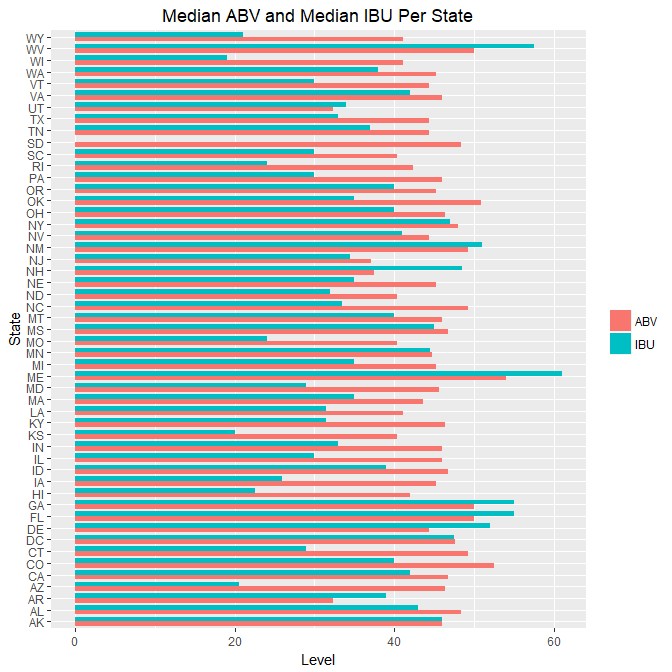 Median ABV and Median IBU Per State
WY
WV
WI
WA
VT
VA
UT
TX
TN
SD
SC
RI
PA
OR
OK
OH
NY
NV
NM
NJ
NH
NE
ND
NC
MT
MS
MO
MN
MI
ME
MD
MA
LA
KY
KS
IN
IL
ID
IA
HI
GA
FL
DE
DC
CT
CO
CA
AZ
AR
AL
AK
State
0 20 40 60
Level
ABV
IBU